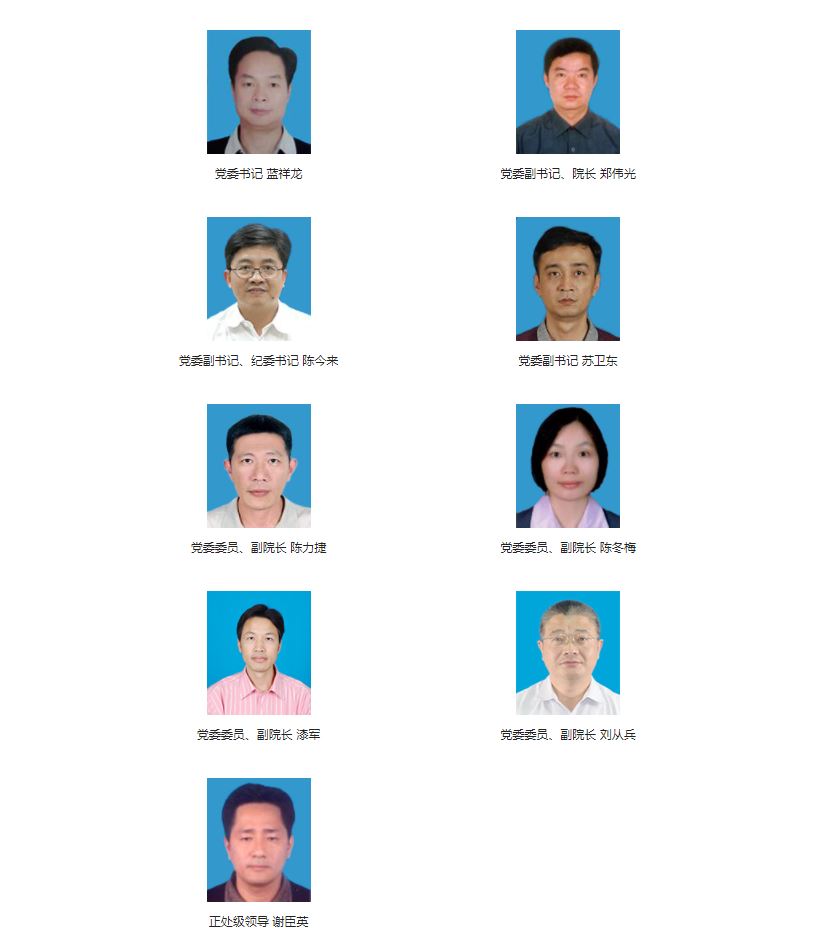 党委书记 蓝祥龙
党委副书记、院长 郑伟光
党委副书记、纪委书记 陈今来
党委副书记 苏卫东
党委委员、副院长 陈力捷
党委委员、副院长 陈冬梅
党委委员、副院长 漆军
党委委员、副院长 刘从兵
正处级领导 谢臣英